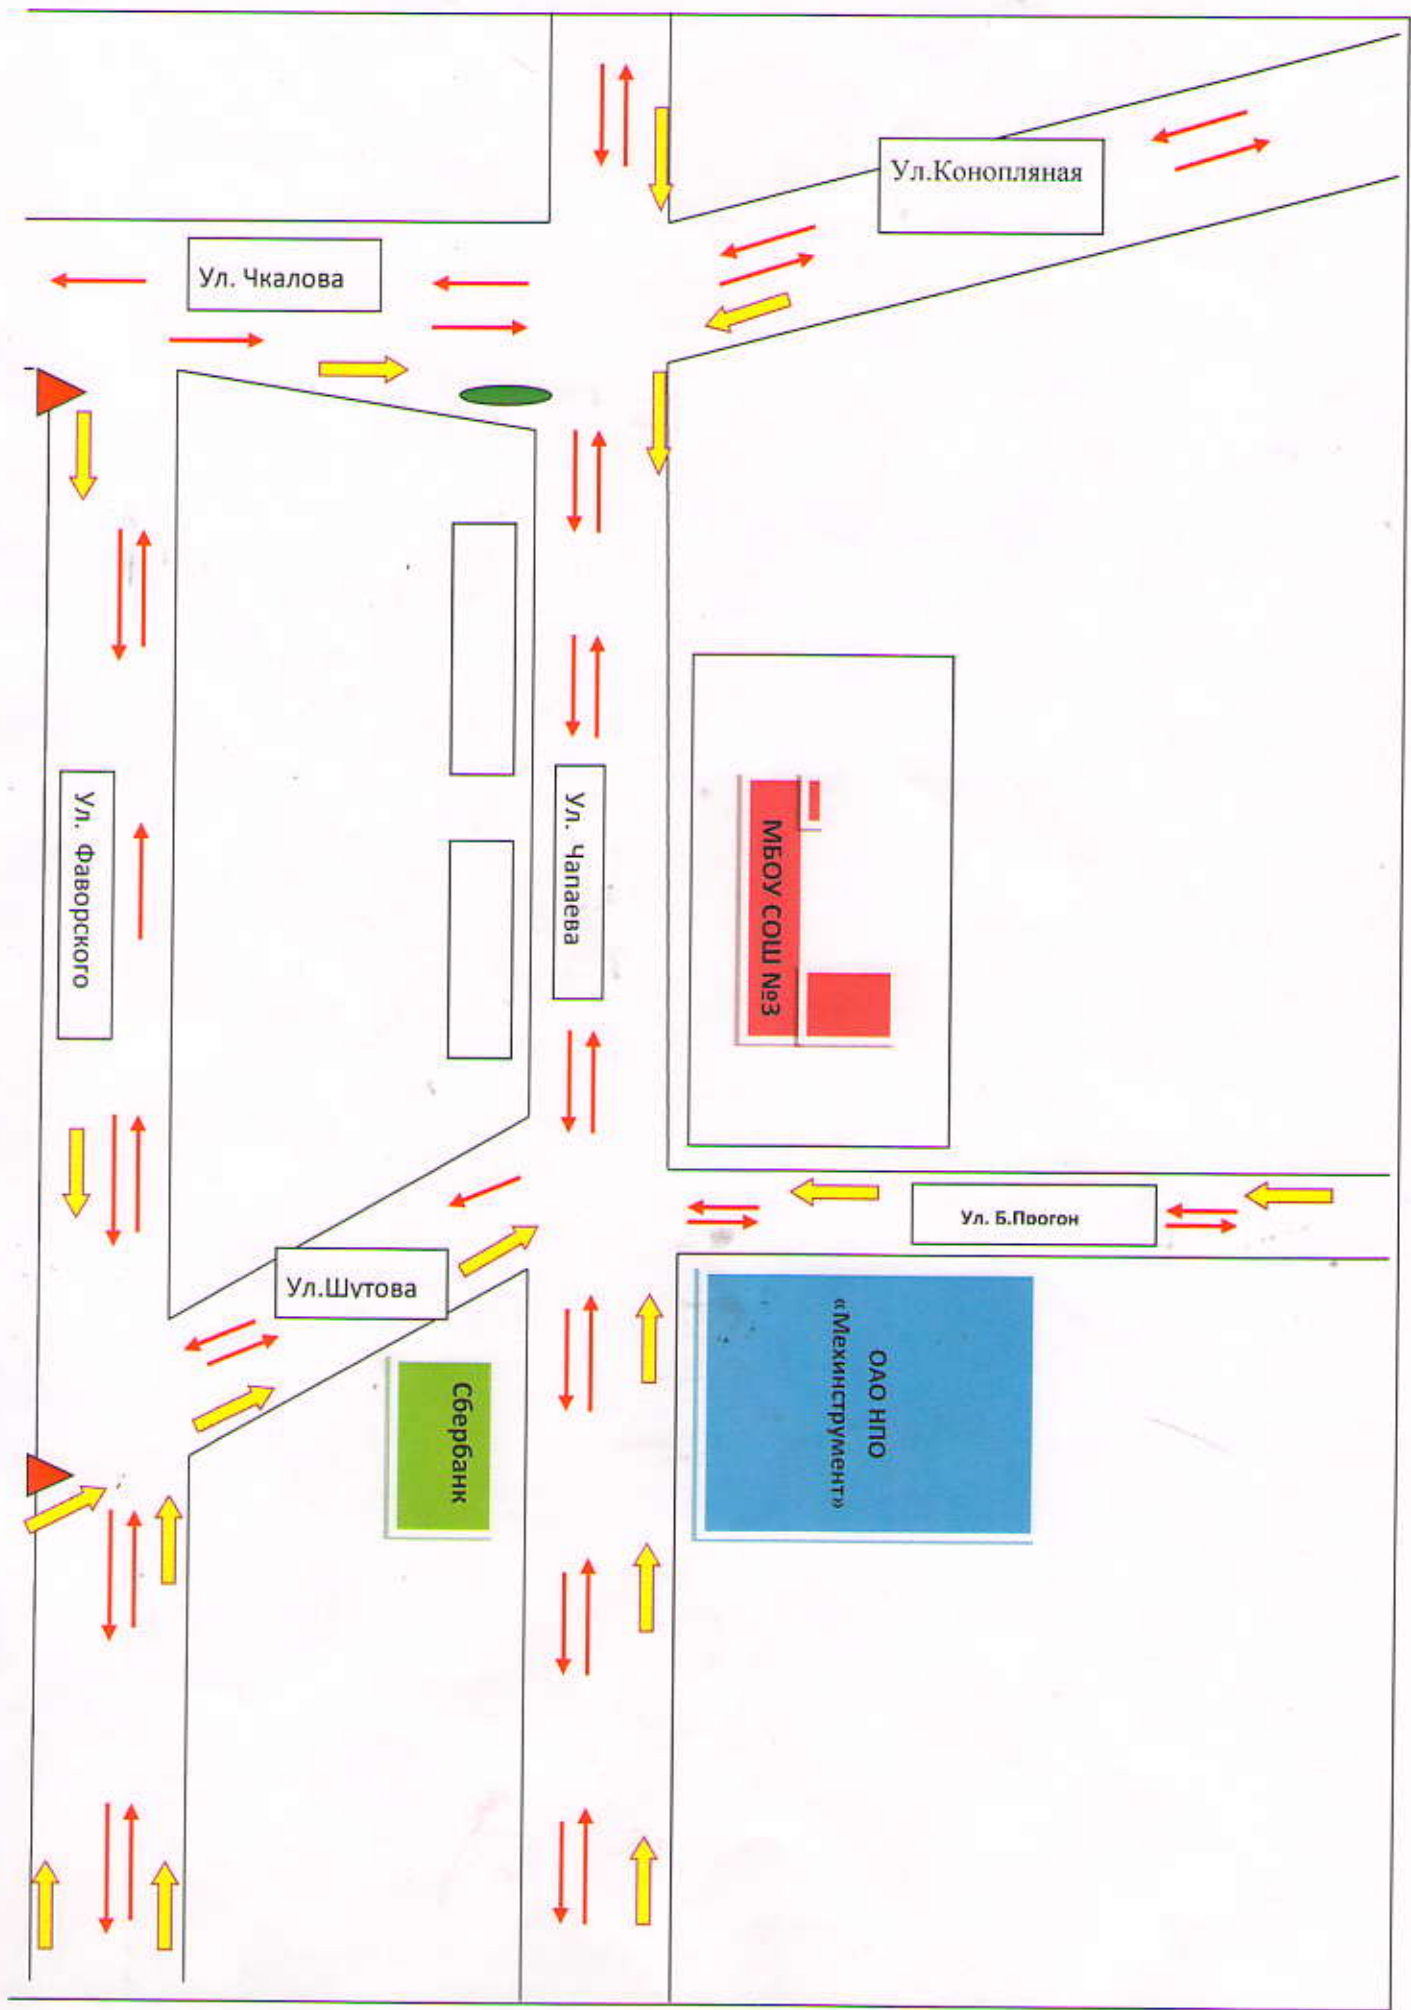 Ул.Конопляная
Ул. Чкалова
Ул. Фаворского
Ул. Чапаева
МБОУ СОШ №3
Ул. Б.Прогон
Ул.Шутова
Сбербанк
ОАО НПО
«Мехинструмент»